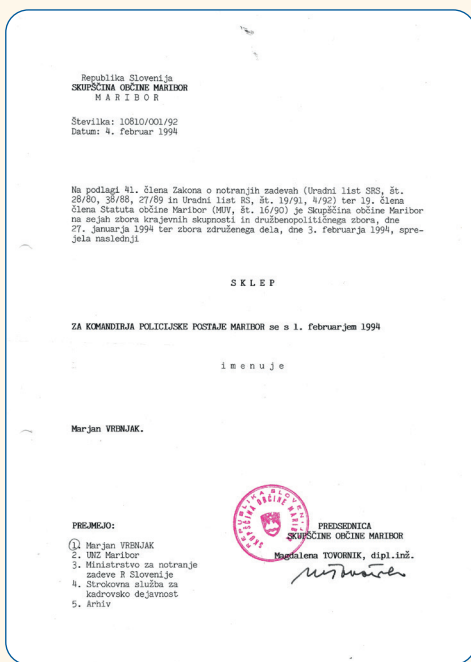 Republika Slovenija
SKUPŠČINA OBČINE MARIBOR
M A R I B O R
Številka: 10810/001/92
Datum: 4. februar 1994
Na podlagi 41. člena Zakona o notranjih zadevah (Uradni list SRS, št.
28/80, 38/88, 27/89 in Uradni list RS, št. 19/91, 4/92) ter 19. člena
člena Statuta občine Maribor (MUV, št. 16/90) je Skupščina občine Maribor
na sejah zbora krajevnih skupnosti in družbenopolitičnega zbora, dne
27. januarja 1994 ter zbora združenega dela, dne 3. februarja 1994, spre-
jela naslednji
S K L E P
ZA KOMANDIRJA POLICIJSKE POSTAJE MARIBOR se s 1. februarjem 1994
i m e n u j e
Marjan VRBNJAK.
PREJMEJO:
1. Marjan VRBNJAK
2. UNZ Maribor
3. Ministrstvo za notranje
zadeve R Slovenije
4. Strokovna služba za
kadrovsko dejavnost
5. Arhiv
REPUBLIKA SLOVENIJA
SKUPŠČINA OBČINE MARIBOR
PREDSEDNICA
SKUPŠČINE OBČINE MARIBOR
Magdalena TOVORNIK, dipl.inž.